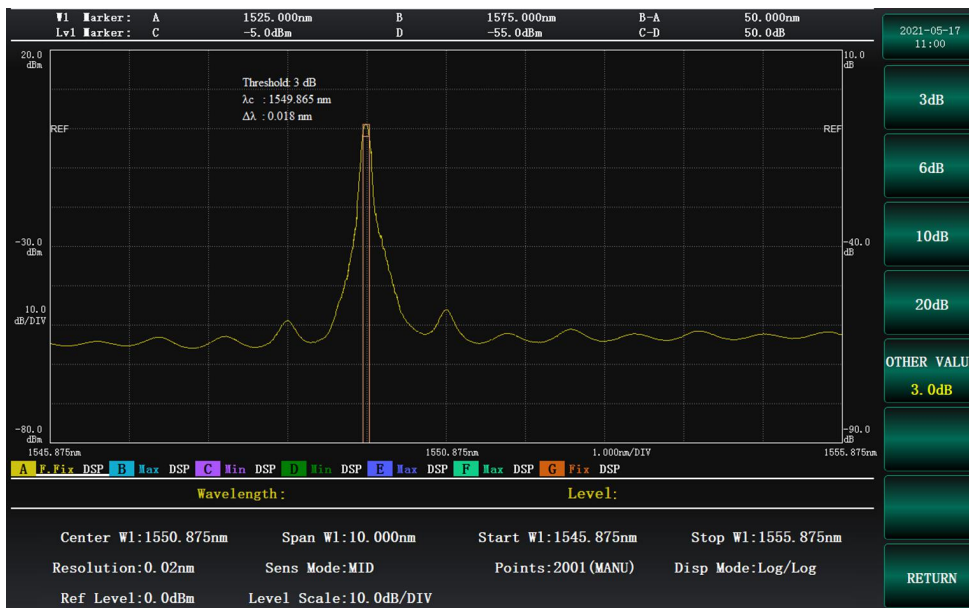 Wl Marker: A 1525.000nm B 1575.000nm B-A 50.000nm
Lvl Marker: C -5.0dBm D -55.0dBm C-D 50.0dB
2021-05-17
11:00
20.0
dBm
10.0
dB
Threshold: 3 dB
λc : 1549.865 nm
Δλ : 0.018 nm
REF
REF
-30.0
dBm
-40.0
dB
10.0
dB/DIV
-80.0
dBm
-90.0
dB
1545.875nm 1550.875nm 1.000nm/DIV 1555.875nm
A F.Fix DSP B Max DSP C Min DSP D Min DSP E Max DSP F Max DSP G Fix DSP
Wavelength: Level:
Center Wl:1550.875nm Span Wl:10.000nm Start Wl:1545.875nm Stop Wl:1555.875nm
Resolution:0.02nm Sens Mode:MID Points:2001(MANU) Disp Mode:Log/Log
Ref Level:0.0dBm Level Scale:10.0dB/DIV
3dB
6dB
10dB
20dB
OTHER VALU
3.0dB
RETURN